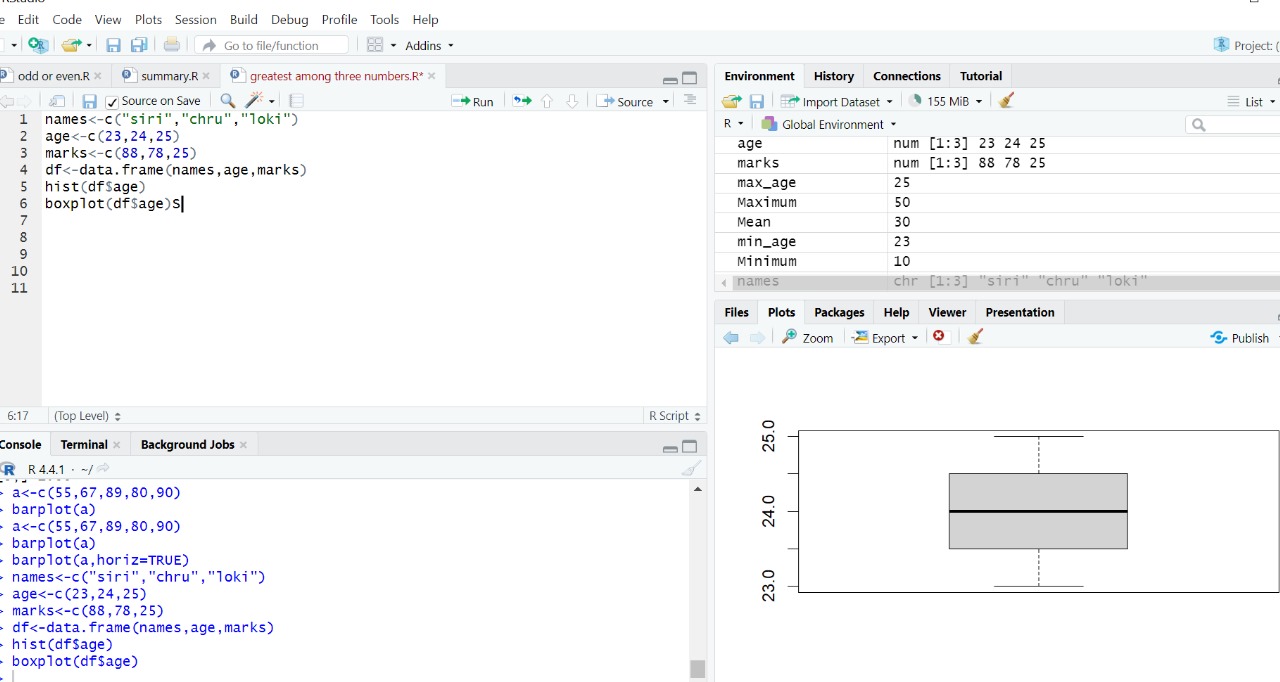 Edit Code View Plots Session Build Debug Profile Tools Help
Go to file/function Addins Project: (
odd or even.R summary.R greatest among three numbers.R*
Source on Save Run Source
1 names<-c("siri","chru","loki")
2 age<-c(23,24,25)
3 marks<-c(88,78,25)
4 df<-data.frame(names,age,marks)
5 hist(df$age)
6 boxplot(df$age)S
7
8
9
10
11
6:17 (Top Level) R Script
Console Terminal Background Jobs
R 4.4.1 · ~/
> a<-c(55,67,89,80,90)
> barplot(a)
> a<-c(55,67,89,80,90)
> barplot(a)
> barplot(a,horiz=TRUE)
> names<-c("siri","chru","loki")
> age<-c(23,24,25)
> marks<-c(88,78,25)
> df<-data.frame(names,age,marks)
> hist(df$age)
> boxplot(df$age)
>
Environment History Connections Tutorial
Import Dataset 155 MiB List
R Global Environment
age num [1:3] 23 24 25
marks num [1:3] 88 78 25
max_age 25
Maximum 50
Mean 30
min_age 23
Minimum 10
names chr [1:3] "siri" "chru" "loki"
Files Plots Packages Help Viewer Presentation
Zoom Export Publish
25.0
24.0
23.0